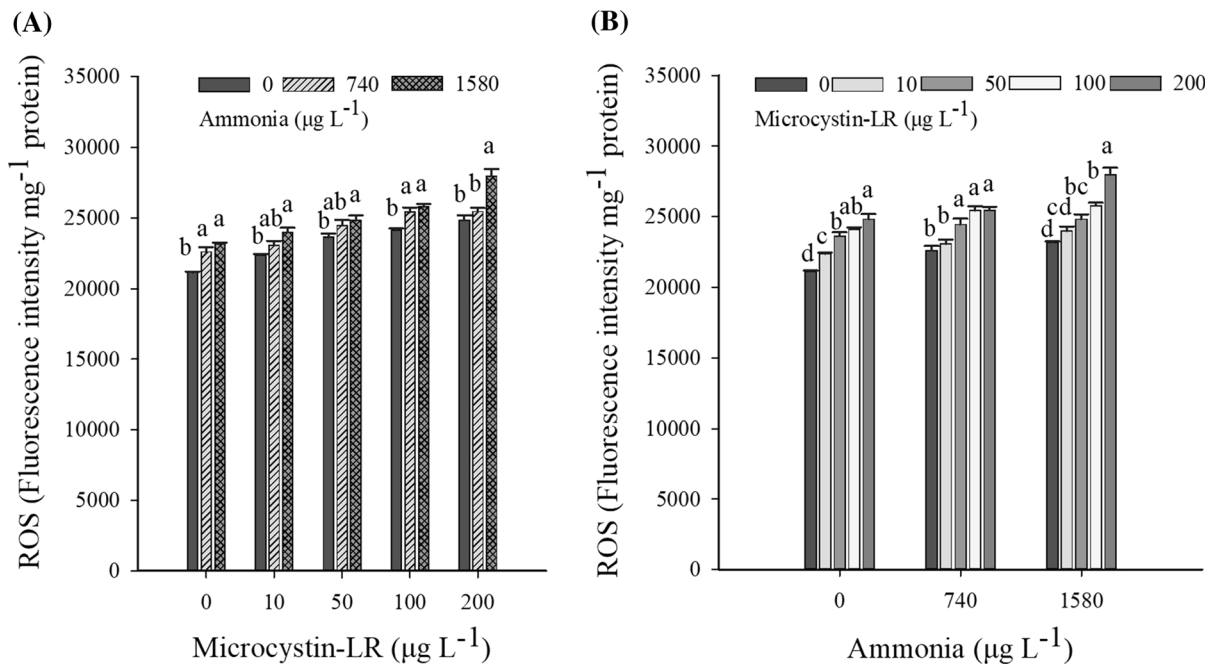 (A)
ROS (Fluorescence intensity mg⁻¹ protein)
35000
30000
25000
20000
15000
10000
5000
0
0 740 1580
Ammonia (μg L⁻¹)
b a a
b ab a
b ab a
b a a
b b a
0 10 50 100 200
Microcystin-LR (μg L⁻¹)
(B)
ROS (Fluorescence intensity mg⁻¹ protein)
35000
30000
25000
20000
15000
10000
5000
0
0 10 50 100 200
Microcystin-LR (μg L⁻¹)
d c b ab a
b b a a a
d cd bc b a
0 740 1580
Ammonia (μg L⁻¹)